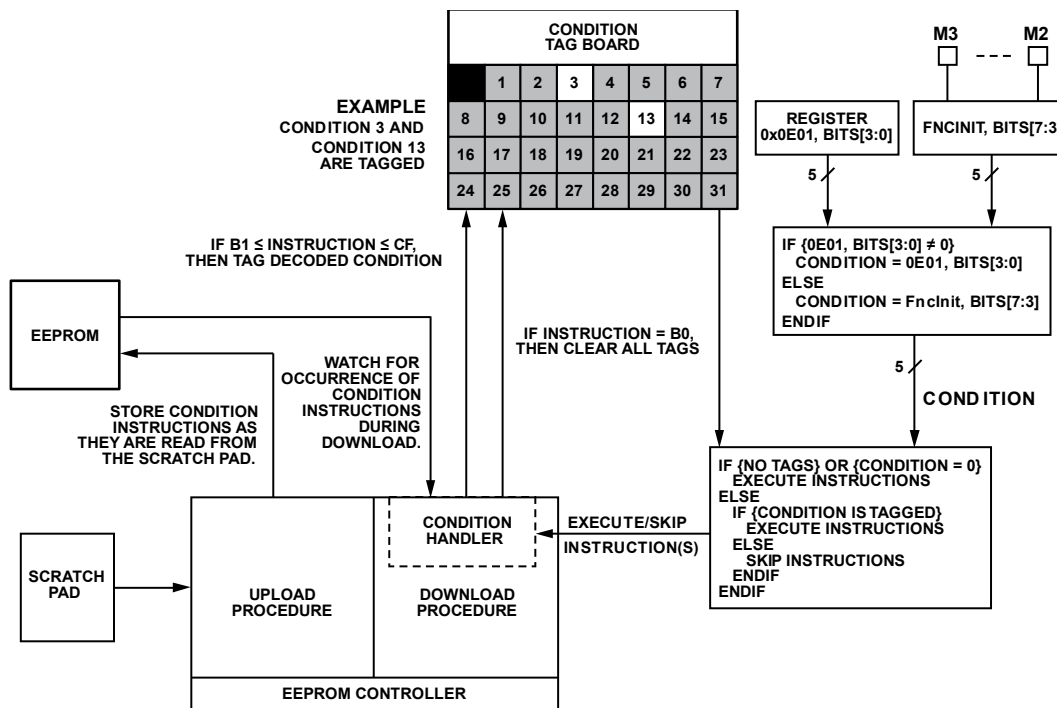 CONDITION
TAG BOARD
1 2 3 4 5 6 7
8 9 10 11 12 13 14 15
16 17 18 19 20 21 22 23
24 25 26 27 28 29 30 31
EXAMPLE
CONDITION 3 AND
CONDITION 13
ARE TAGGED
M3 M2
REGISTER
0x0E01, BITS[3:0]
FNCINIT, BITS[7:3]
5
5
IF {0E01, BITS[3:0] ≠ 0}
CONDITION = 0E01, BITS[3:0]
ELSE
CONDITION = FncInit, BITS[7:3]
ENDIF
5
CONDITION
IF B1 ≤ INSTRUCTION ≤ CF,
THEN TAG DECODED CONDITION
IF INSTRUCTION = B0,
THEN CLEAR ALL TAGS
EEPROM
WATCH FOR
OCCURRENCE OF
CONDITION
INSTRUCTIONS
DURING
DOWNLOAD.
STORE CONDITION
INSTRUCTIONS AS
THEY ARE READ FROM
THE SCRATCH PAD.
IF {NO TAGS} OR {CONDITION = 0}
EXECUTE INSTRUCTIONS
ELSE
IF {CONDITION IS TAGGED}
EXECUTE INSTRUCTIONS
ELSE
SKIP INSTRUCTIONS
ENDIF
ENDIF
EXECUTE/SKIP
INSTRUCTION(S)
CONDITION
HANDLER
SCRATCH
PAD
UPLOAD
PROCEDURE
DOWNLOAD
PROCEDURE
EEPROM CONTROLLER